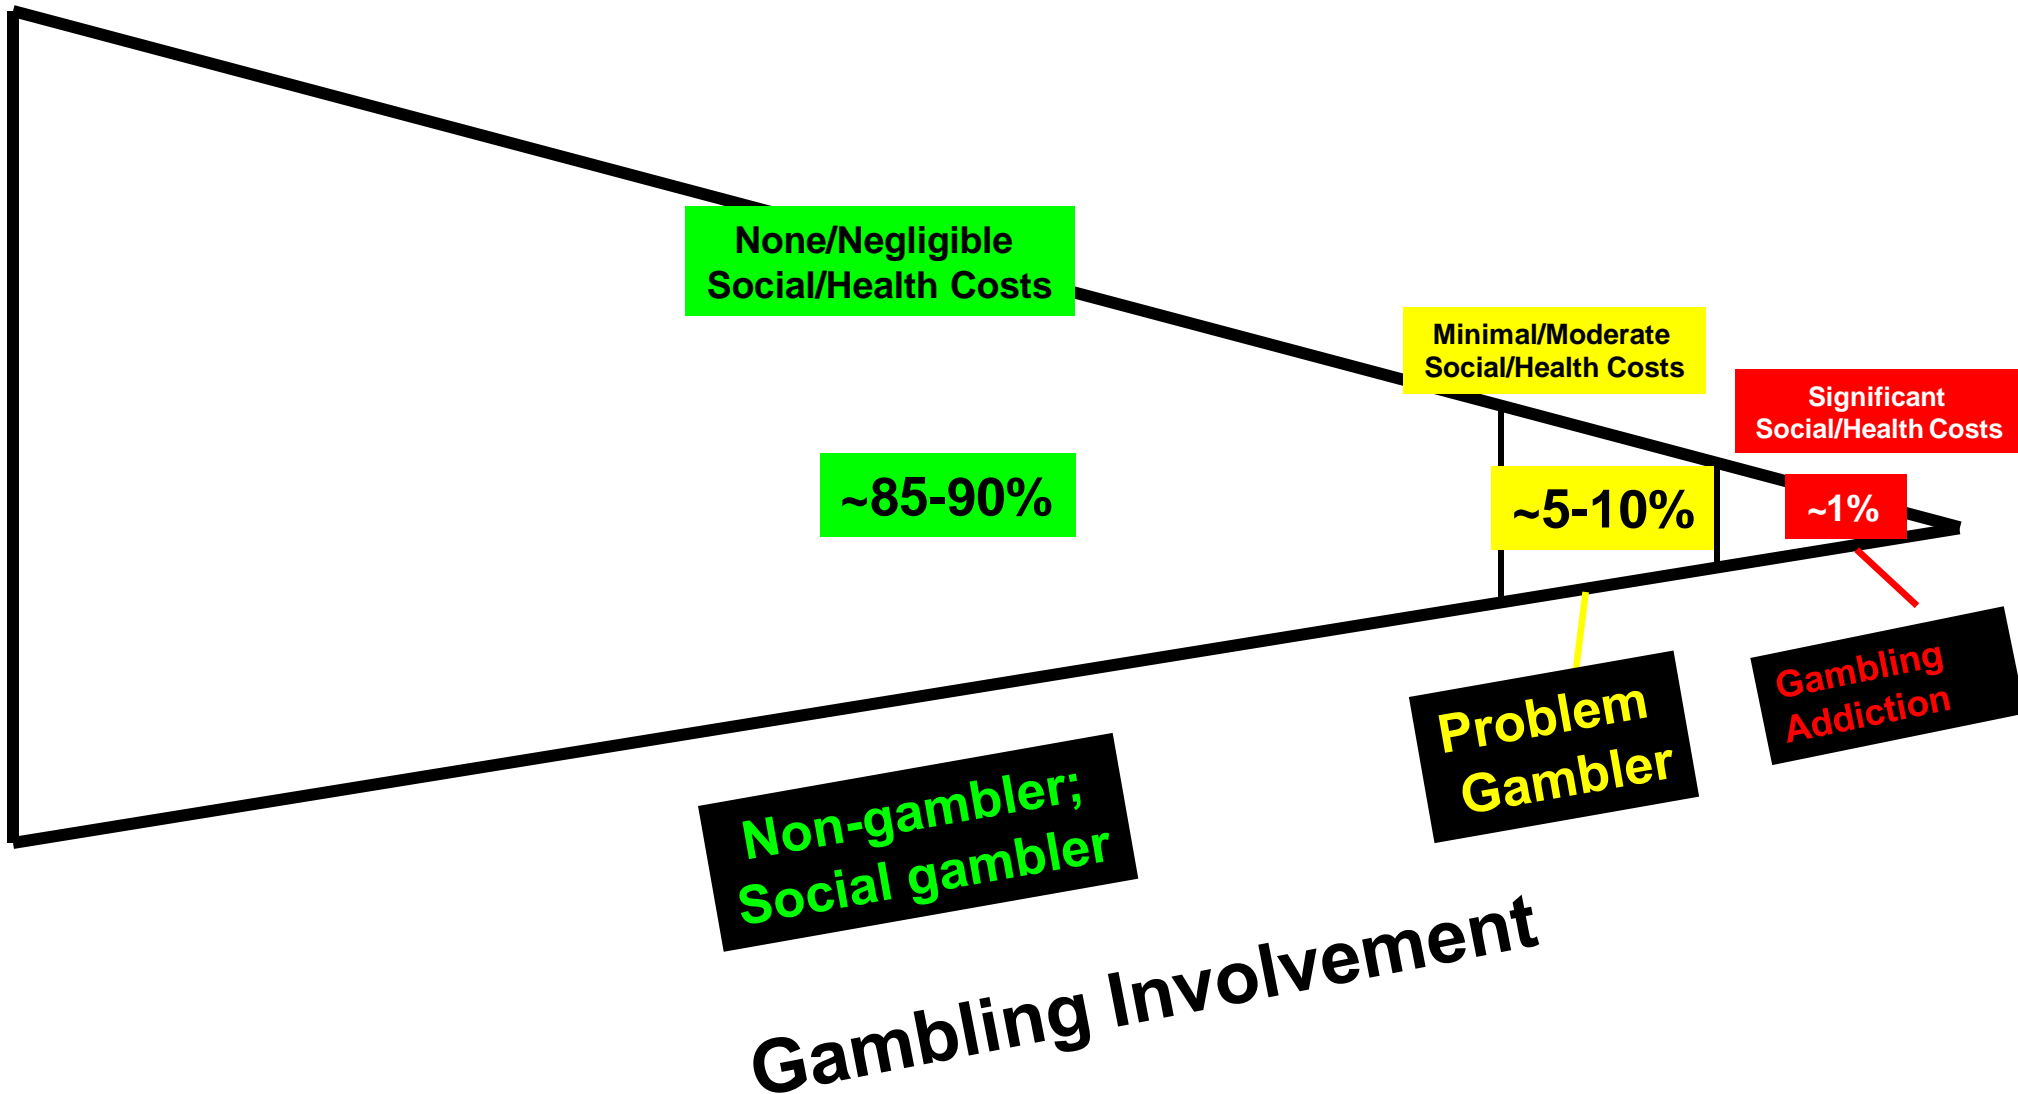 None/Negligible
Social/Health Costs
Minimal/Moderate
Social/Health Costs
Significant
Social/Health Costs
~85-90%
~5-10%
~1%
Non-gambler;
Social gambler
Problem
Gambler
Gambling
Addiction
Gambling Involvement